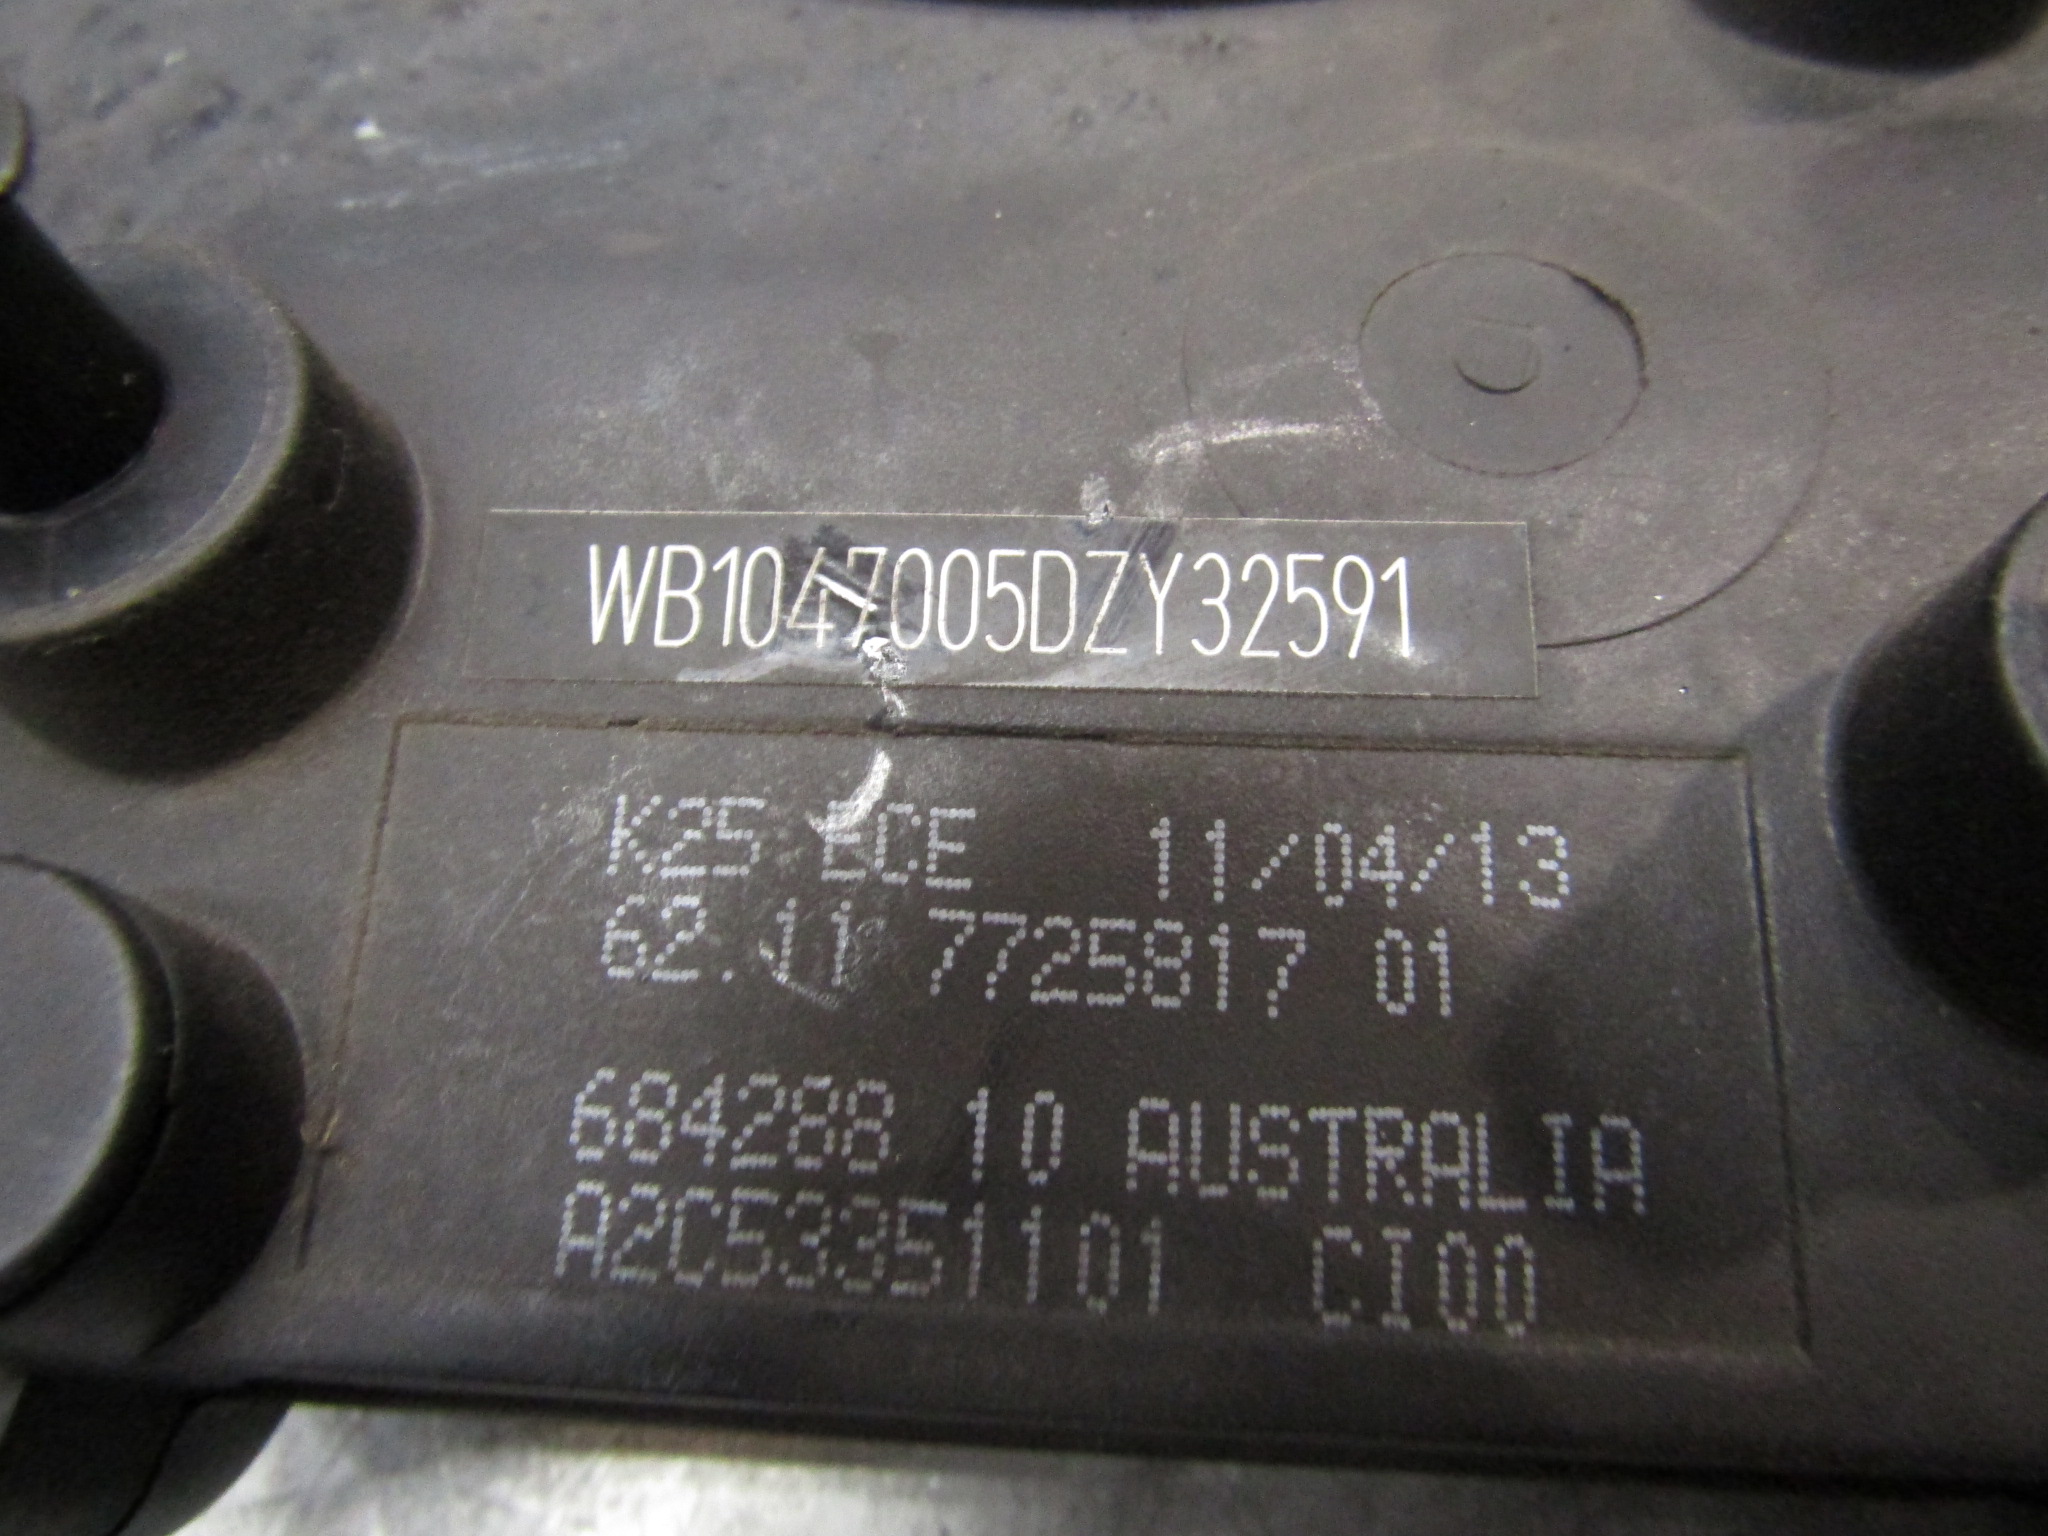 WB1047005DZY32591
K25 ECE 11/04/13
62.11 7725817 01
684288 10 AUSTRALIA
A2C53351101 CI00